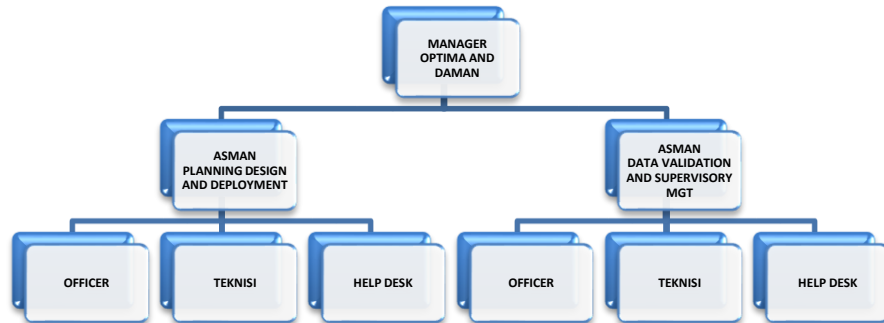 MANAGER
OPTIMA AND
DAMAN
ASMAN
PLANNING DESIGN
AND DEPLOYMENT
ASMAN
DATA VALIDATION
AND SUPERVISORY
MGT
OFFICER
TEKNISI
HELP DESK
OFFICER
TEKNISI
HELP DESK